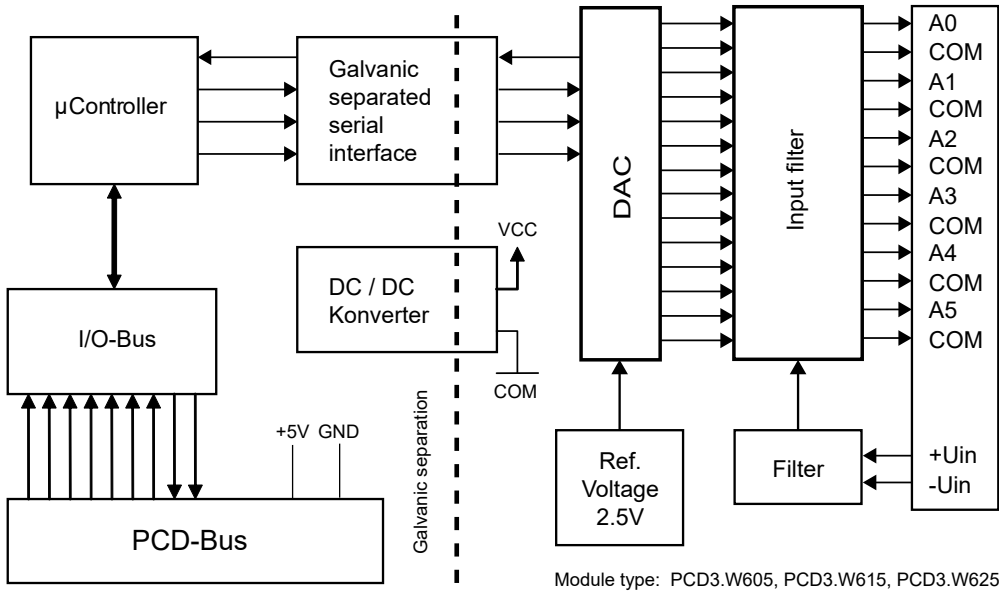 µController
Galvanic
separated
serial
interface
DAC
Input filter
A0
COM
A1
COM
A2
COM
A3
COM
A4
COM
A5
COM
VCC
DC / DC
Konverter
COM
I/O-Bus
+5V GND
PCD-Bus
Galvanic separation
Ref.
Voltage
2.5V
Filter
+Uin
-Uin
Module type: PCD3.W605, PCD3.W615, PCD3.W625